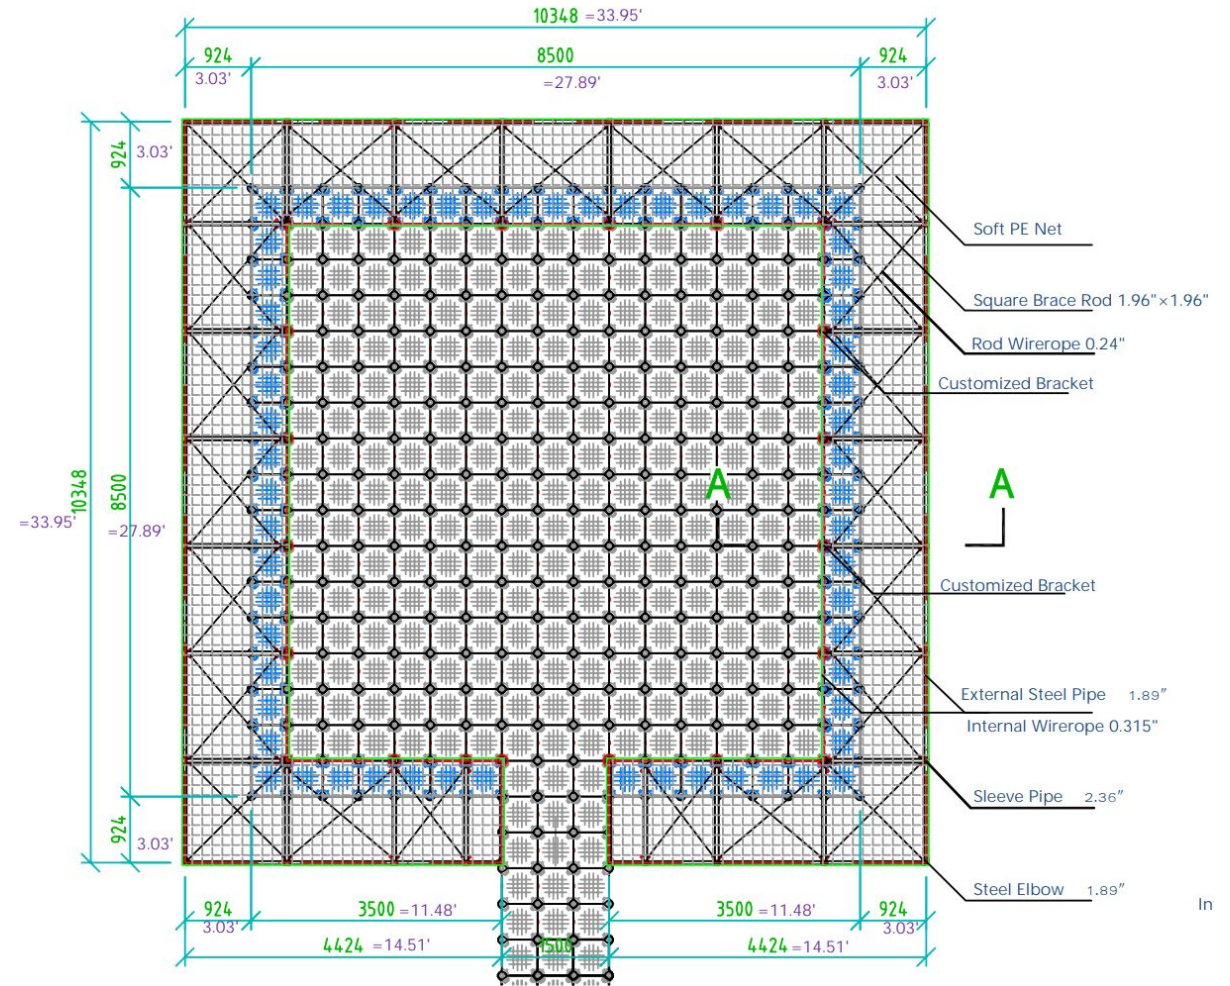 10348 =33.95'
924 8500 924
3.03' =27.89' 3.03'
924 3.03'
Soft PE Net
Square Brace Rod 1.96"×1.96"
Rod Wirerope 0.24"
Customized Bracket
A A
10348 8500
=33.95' =27.89'
Customized Bracket
External Steel Pipe 1.89"
Internal Wirerope 0.315"
Sleeve Pipe 2.36"
924 3.03'
Steel Elbow 1.89"
In
924 3500 =11.48' 3500 =11.48' 924
3.03' 3.03'
4424 =14.51' 1500 4424 =14.51'